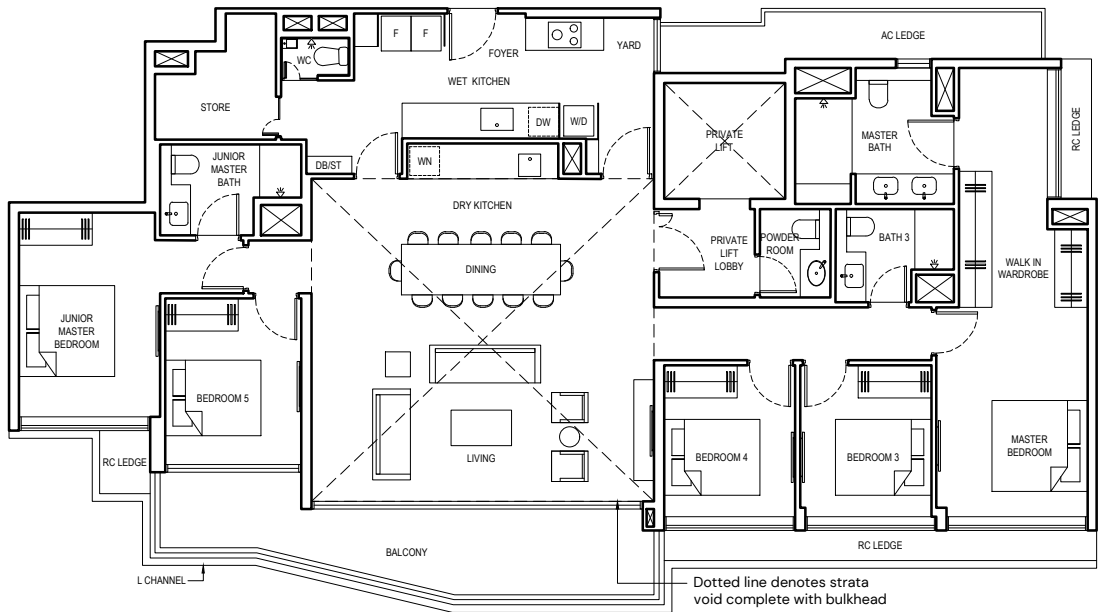 AC LEDGE
F F
FOYER
YARD
WC
WET KITCHEN
STORE
DW
W/D
PRIVATE
LIFT
MASTER
BATH
RC LEDGE
JUNIOR
MASTER
BATH
DB/ST
WN
DRY KITCHEN
PRIVATE
LIFT
LOBBY
POWDER
ROOM
BATH 3
WALK IN
WARDROBE
DINING
JUNIOR
MASTER
BEDROOM
BEDROOM 5
LIVING
BEDROOM 4
BEDROOM 3
MASTER
BEDROOM
RC LEDGE
BALCONY
RC LEDGE
L CHANNEL
Dotted line denotes strata
void complete with bulkhead